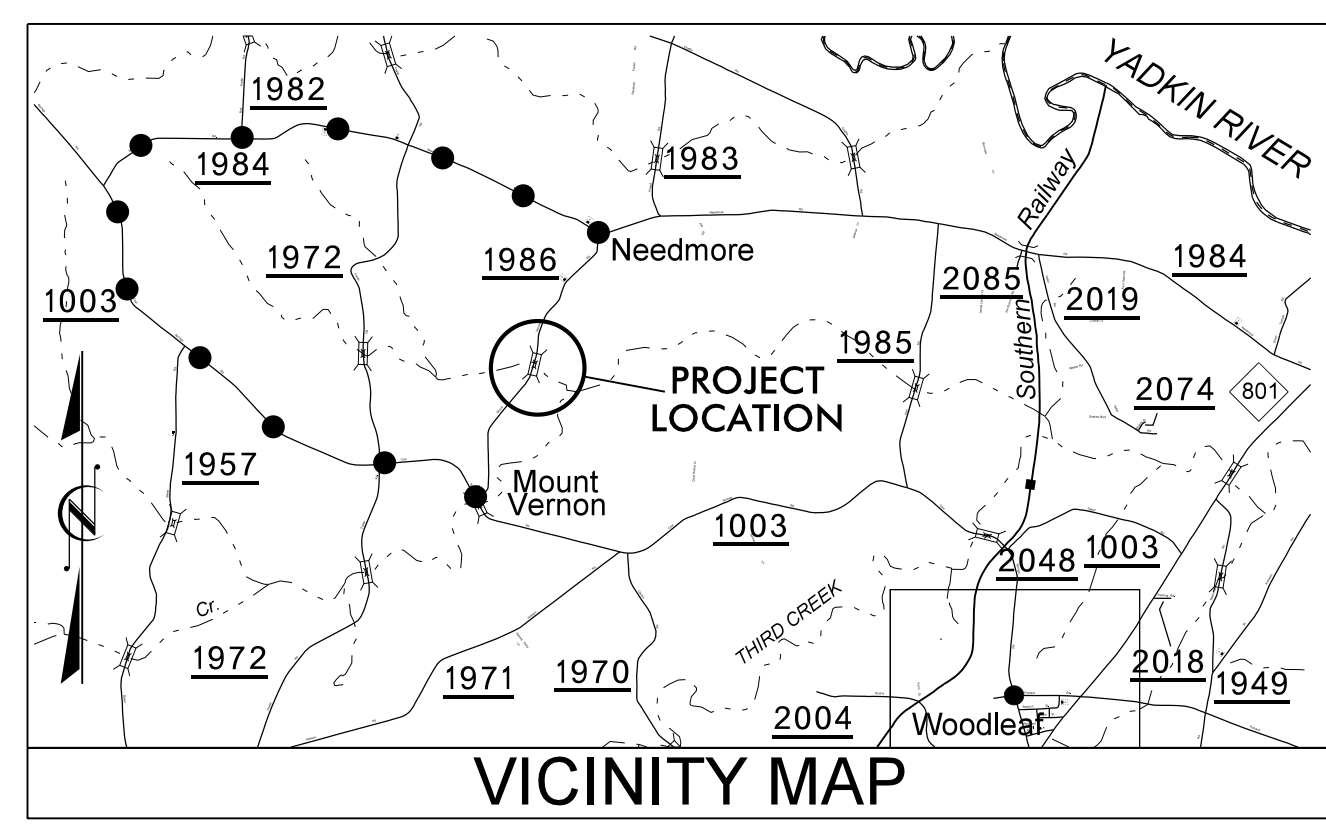 1982
YADKIN RIVER
1984
1983
Railway
1972
1986
Needmore
1984
2085
2019
1003
1985
Southern
PROJECT
LOCATION
2074
801
1957
Mount
Vernon
1003
2048
1003
Cr.
THIRD CREEK
1972
1971
1970
2018
1949
2004
Woodleaf
VICINITY MAP